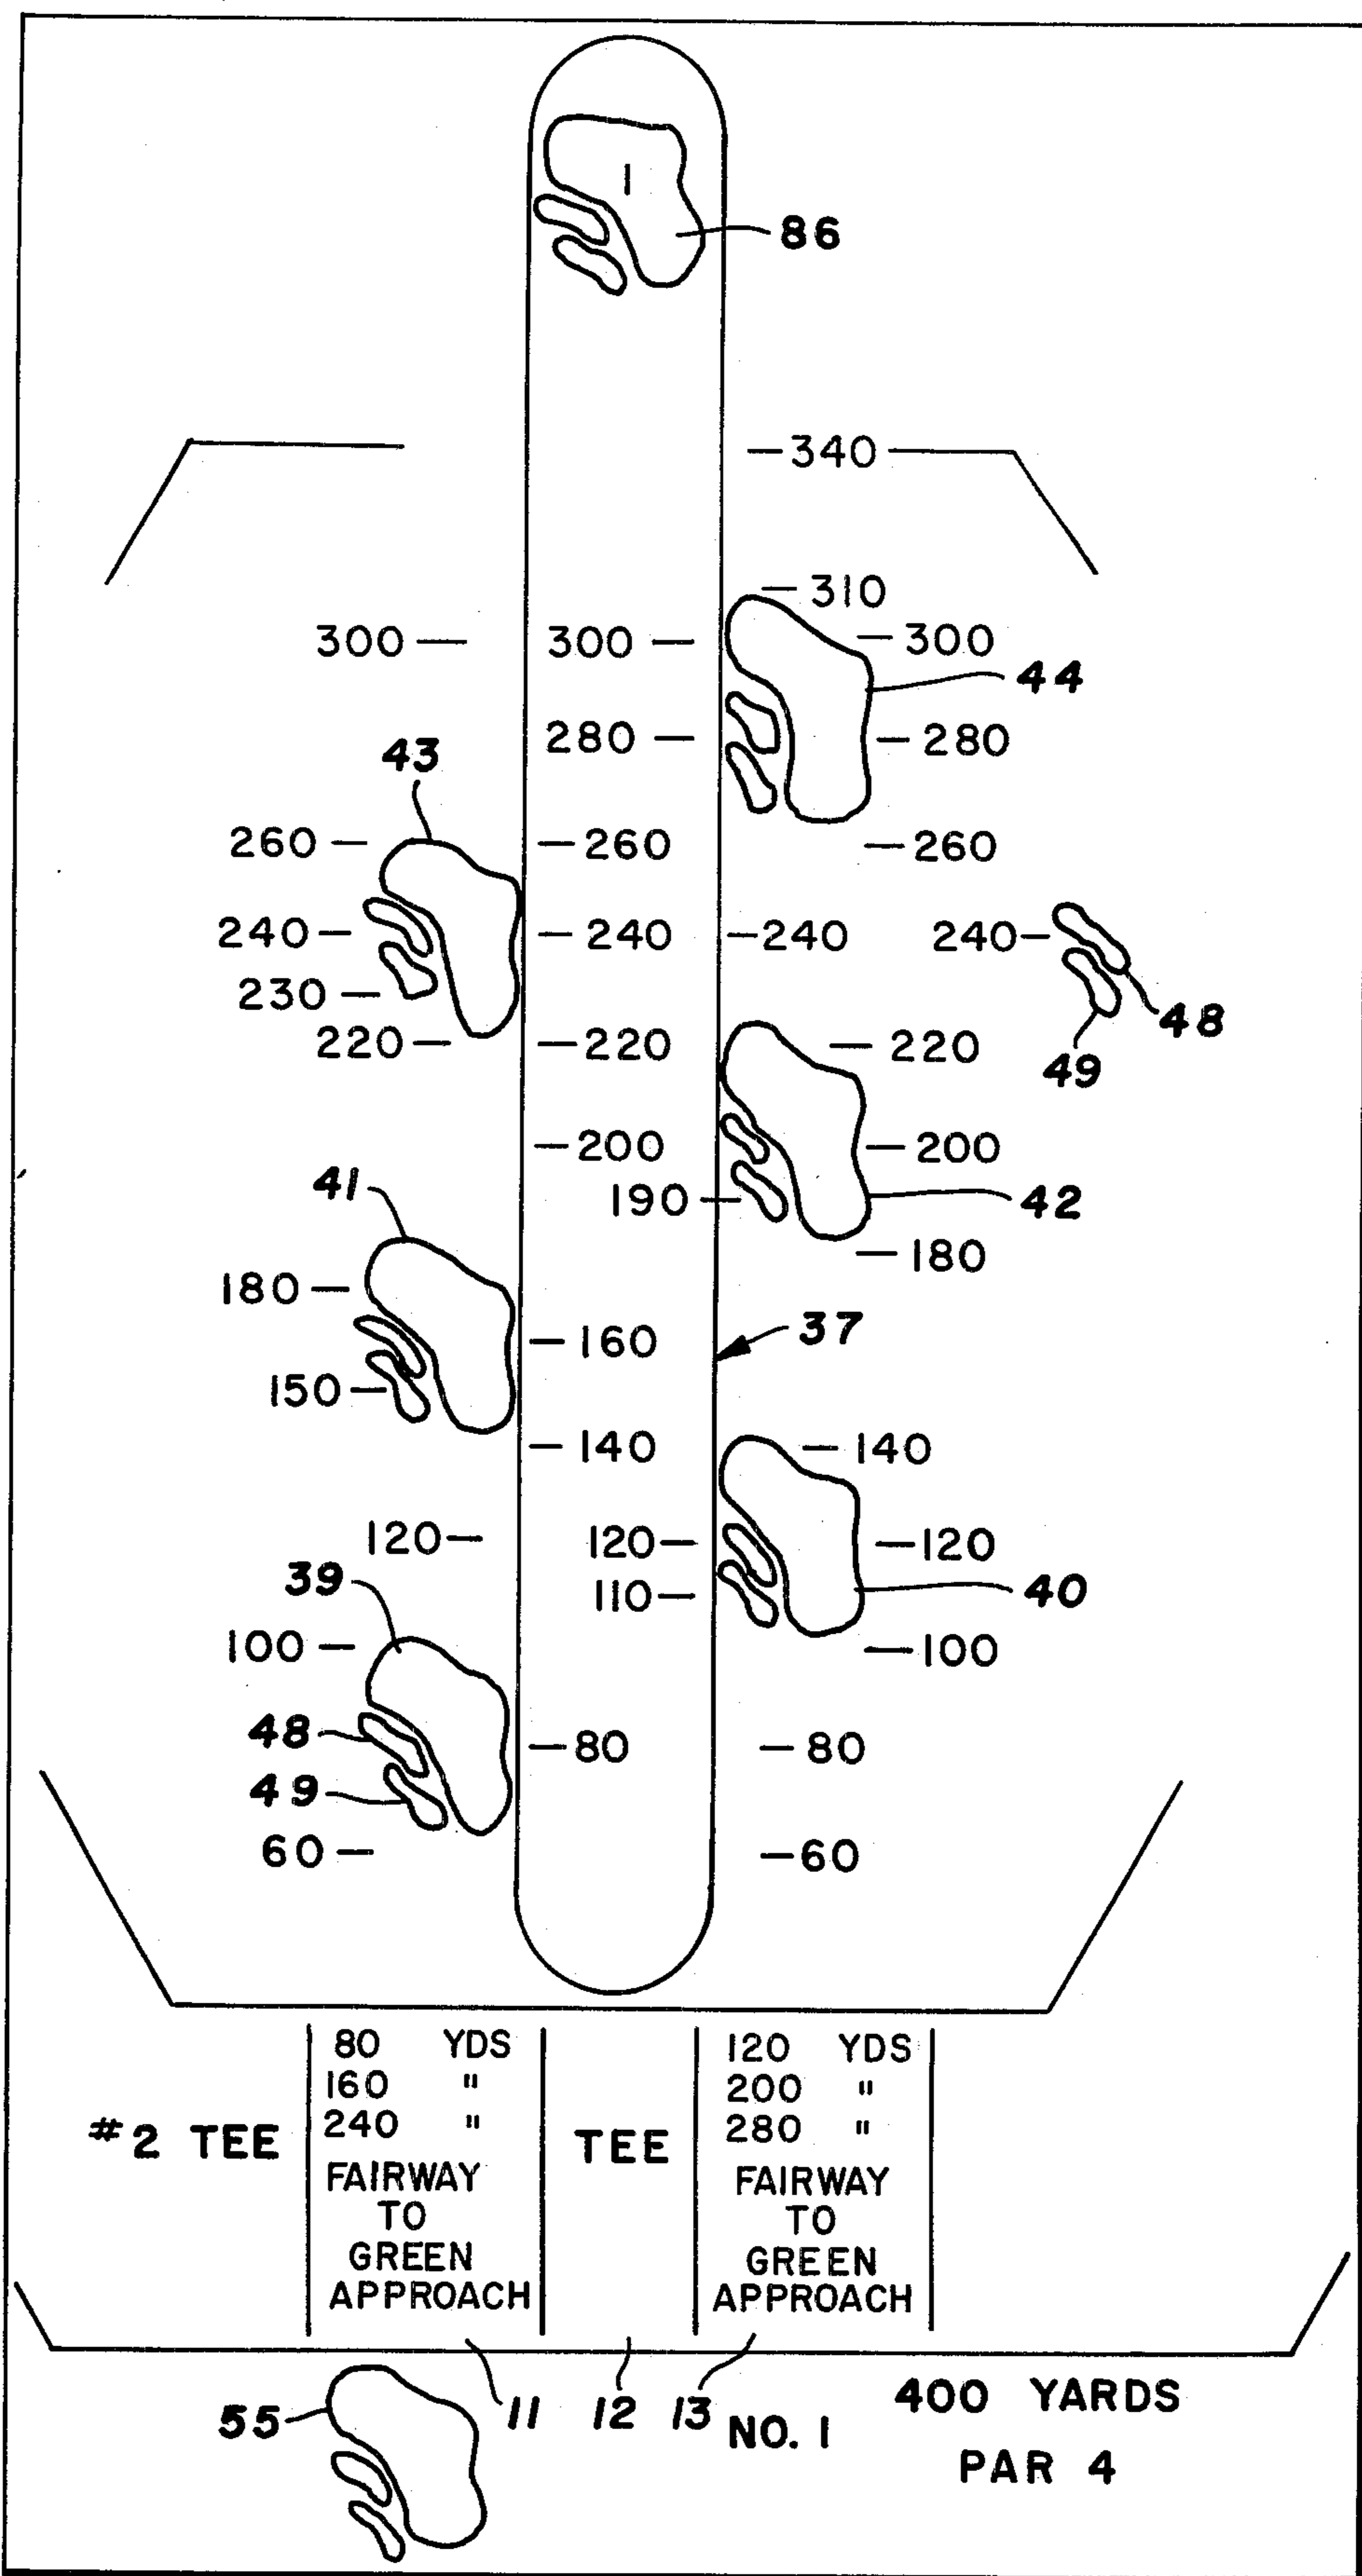 1
86
340
310
300 300 300
44
280 280
43
260 260 260
240 240 240 240
230
48
220 220 220
49
200 200
41 190 42
180 180
160 37
150
140 140
120 120 120
39 110 40
100 100
48 80 80
49
60 60
80 YDS
160 "
240 "
FAIRWAY
TO
GREEN
APPROACH
#2 TEE
TEE
120 YDS
200 "
280 "
FAIRWAY
TO
GREEN
APPROACH
11 12 13
55
NO. 1
400 YARDS
PAR 4